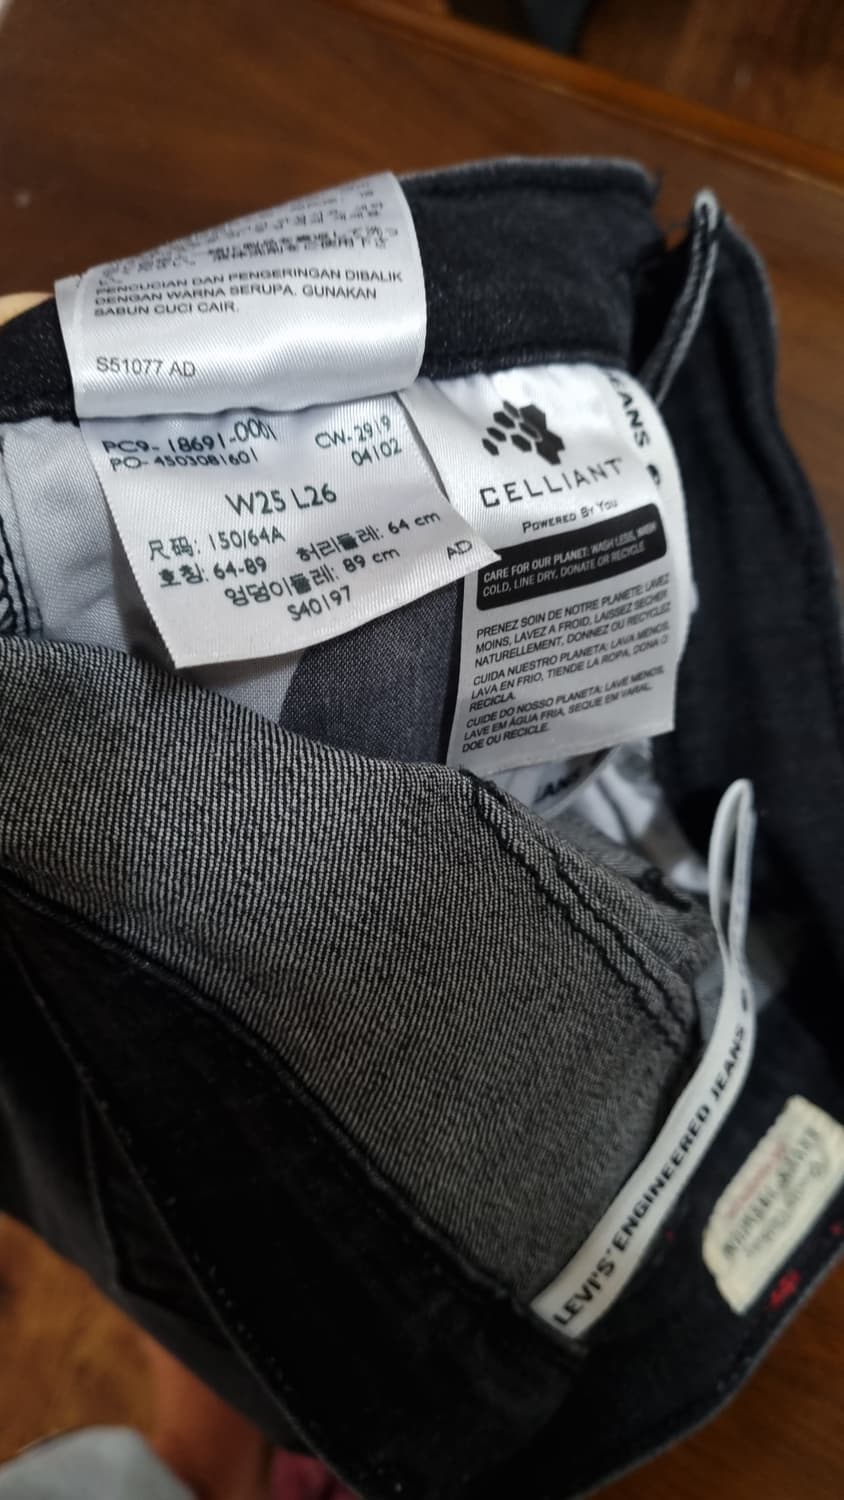 PENCUCIAN DAN PENGERINGAN DIBALIK
DENGAN WARNA SERUPA. GUNAKAN
SABUN CUCI CAIR.
S51077 AD
PC9-18691-0001
CW-2919
PO-4503081601
04102
W25 L26
尺码: 150/64A
허리둘레: 64 cm
호칭: 64-89
엉덩이둘레: 89 cm
AD
S40197
CELLIANT
POWERED BY YOU
CARE FOR OUR PLANET: WASH LESS, WASH
COLD, LINE DRY, DONATE OR RECYCLE.
PRENEZ SOIN DE NOTRE PLANETE: LAVEZ
MOINS, LAVEZ A FROID, LAISSEZ SECHER
NATURELLEMENT, DONNEZ OU RECYCLEZ
CUIDA NUESTRO PLANETA: LAVA MENOS,
LAVA EN FRIO, TIENDE LA ROPA, DONA O
RECICLA.
CUIDE DO NOSSO PLANETA: LAVE MENOS,
LAVE EM ÁGUA FRIA, SEQUE EM VARAL,
DOE OU RECICLE.
EANS
LEVI'S® ENGINEERED JEANS